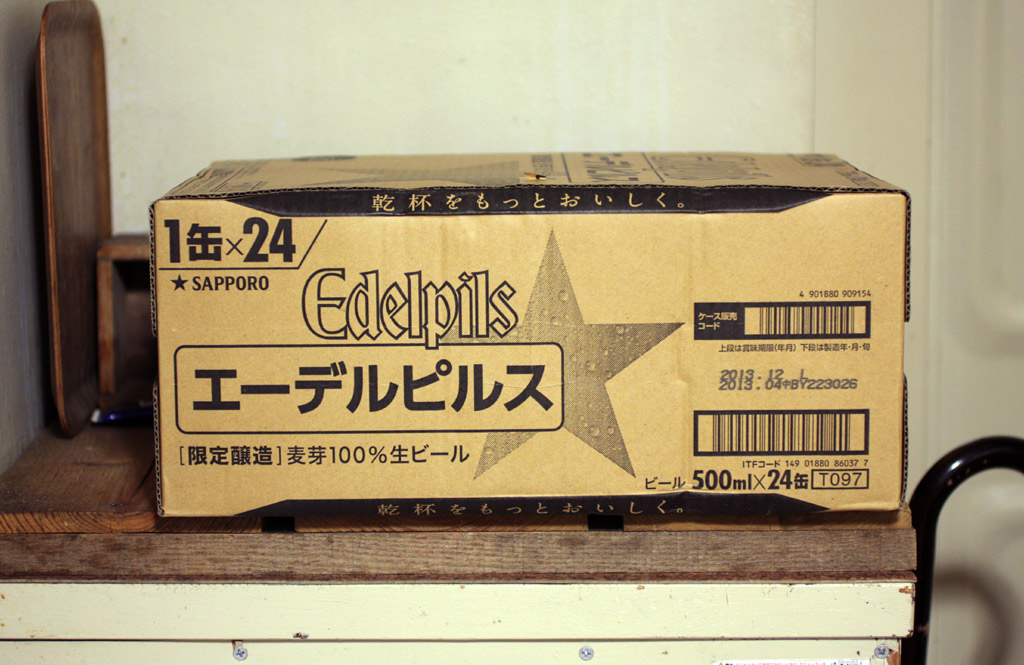 乾杯をもっとおいしく。
1缶×24
★ SAPPORO
Edelpils
エーデルピルス
[限定醸造]麦芽100%生ビール
4 901880 909154
ケース販売
コード
上段は賞味期限(年月) 下段は製造年・月・旬
2013.12 L
2013.04中BY223026
ITFコード 149 01880 86037 7
ビール 500ml×24缶 T097
乾杯をもっとおいしく。